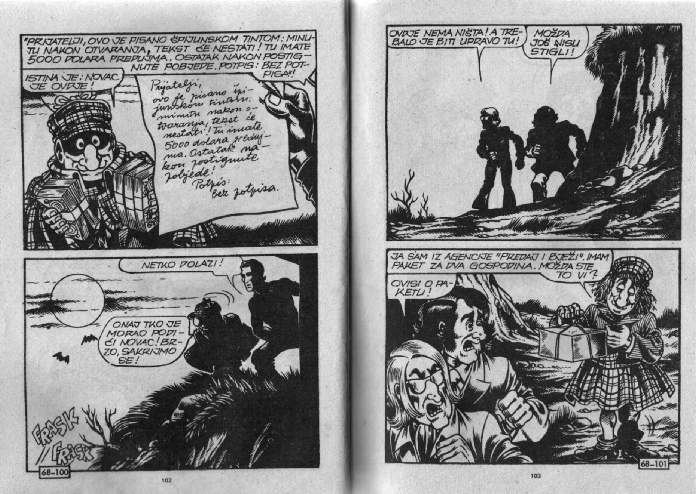 "PRIJATELJI, OVO JE PISANO ŠPIJUNSKOM TINTOM: MINU-
TU NAKON OTVARANJA, TEKST ĆE NESTATI! TU IMATE
5000 DOLARA PREDUJMA. OSTATAK NAKON POSTIG-
NUTE POBJEDE. POTPIS: BEZ POT-
PISA"!
ISTINA JE: NOVAC
JE OVDJE!
Prijatelji,
ovo je pisano špi-
junskom tintom:
minutu nakon o-
tvaranja, tekst će
nestati! Tu imate
5000 dolara preduj-
ma. Ostatak na-
kon postignute
pobjede!
Potpis:
bez potpisa.
NETKO DOLAZI!
ONAJ TKO JE
MORAO PODI-
ĆI NOVAC! BR-
ZO, SAKRIJMO
SE!
FRASK
FRASK
68-100
102
OVDJE NEMA NIŠTA! A TRE-
BALO JE BITI UPRAVO TU!
MOŽDA
JOŠ NISU
STIGLI!
JA SAM IZ AGENCIJE "PREDAJ I BJEŽI". IMAM
PAKET ZA DVA GOSPODINA. MOŽDA STE
TO VI?
OVISI O PA-
KETU!
68-101
103